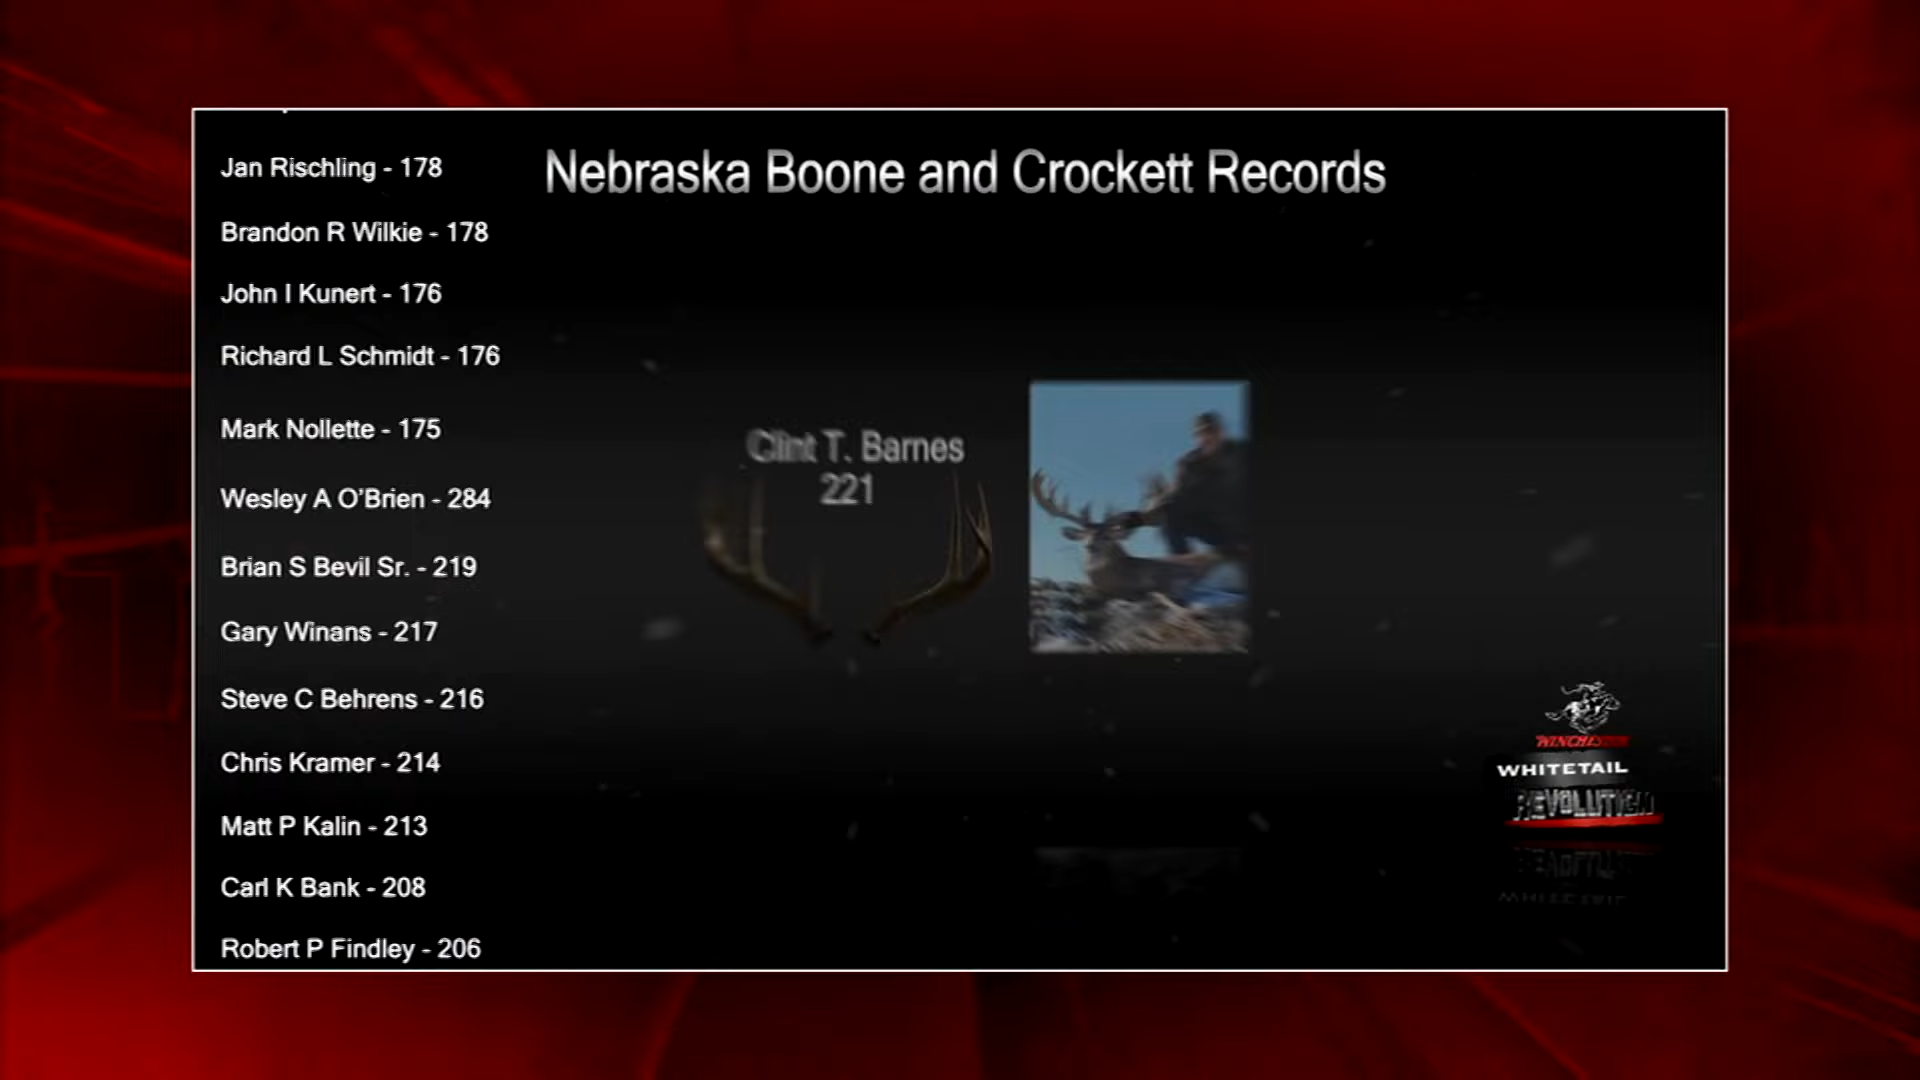 Nebraska Boone and Crockett Records
Jan Rischling - 178
Brandon R Wilkie - 178
John I Kunert - 176
Richard L Schmidt - 176
Mark Nollette - 175
Wesley A O'Brien - 284
Brian S Bevil Sr. - 219
Gary Winans - 217
Steve C Behrens - 216
Chris Kramer - 214
Matt P Kalin - 213
Carl K Bank - 208
Robert P Findley - 206
Clint T. Barnes
221
WINCHESTER
WHITETAIL
REVOLUTION